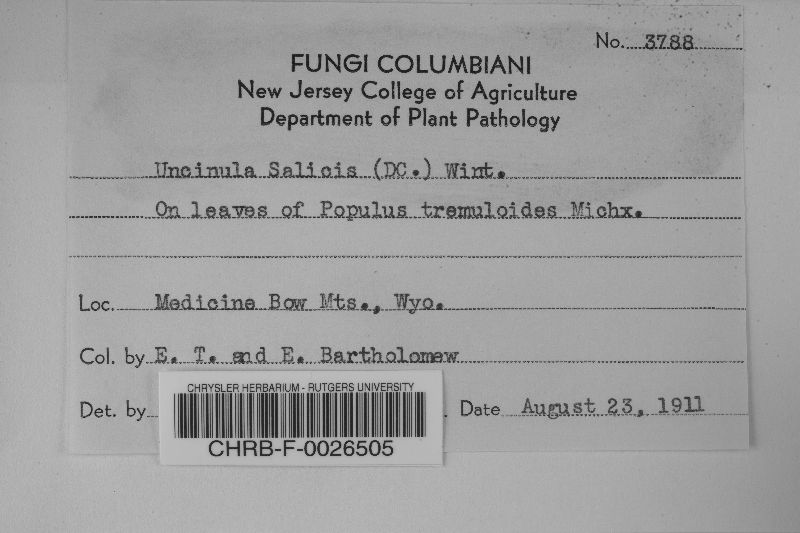 No. 3788
FUNGI COLUMBIANI
New Jersey College of Agriculture
Department of Plant Pathology
Uncinula Salicis (DC.) Wint.
On leaves of Populus tremuloides Michx.
Loc. Medicine Bow Mts., Wyo.
Col. by E. T. and E. Bartholomew
Det. by . Date August 23, 1911
CHRYSLER HERBARIUM - RUTGERS UNIVERSITY
CHRB-F-0026505